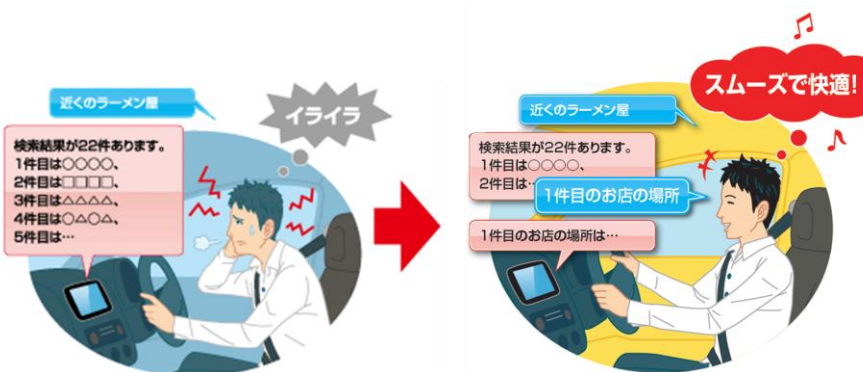 近くのラーメン屋
イライラ
検索結果が22件あります。
1件目は○○○○、
2件目は□□□□、
3件目は△△△△、
4件目は○△○△、
5件目は…
スムーズで快適!
近くのラーメン屋
検索結果が22件あります。
1件目は○○○○、
2件目は…
1件目のお店の場所
1件目のお店の場所は…